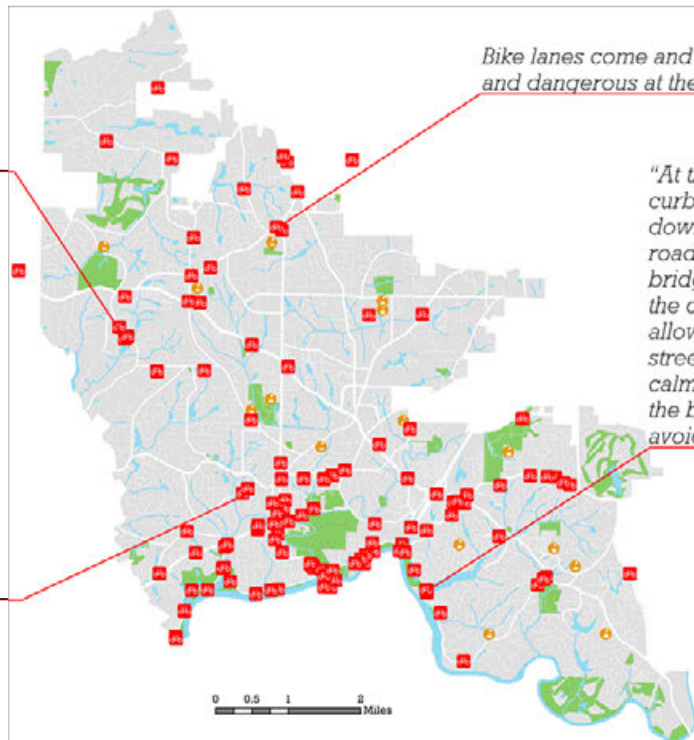 Bike lanes come and
and dangerous at the
"At t
curb
down
road
bridg
the c
allow
stree
calm
the b
avoid
0 0.5 1 2
Miles